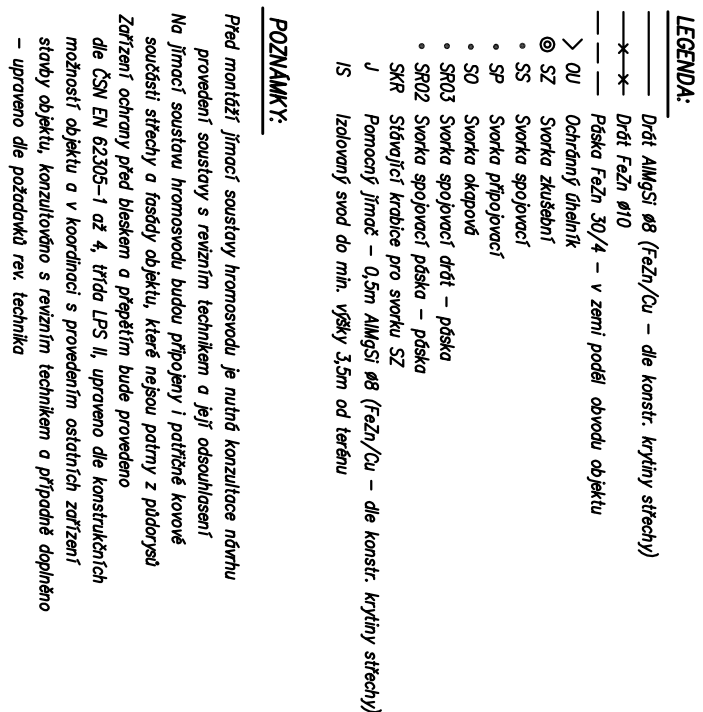 LEGENDA:
Drát AlMgSi ø8 (FeZn/Cu – dle konstr. krytiny střechy)
Drát FeZn ø10
Páska FeZn 30/4 – v zemi podél obvodu objektu
OU Ochránný úhelník
SZ Svorka zkušební
SS Svorka spojovací
SP Svorka připojovací
SO Svorka okapová
SR03 Svorka spojovací drát – páska
SR02 Svorka spojovací páska – páska
SKR Stávající krabice pro svorku SZ
J Pomocný jímač – 0,5m AlMgSi ø8 (FeZn/Cu – dle konstr. krytiny střechy)
IS Izolovaný svod do min. výšky 3,5m od terénu
POZNÁMKY:
Před montáží jímací soustavy hromosvodu je nutná konzultace návrhu
provedení soustavy s revizním technikem a její odsouhlasení
Na jímací soustavu hromosvodu budou připojeny i patřičné kovové
součásti střechy a fasády objektu, které nejsou patrny z půdorysů
Zařízení ochrany před bleskem a přepětím bude provedeno
dle ČSN EN 62305–1 až 4, třída LPS II, upraveno dle konstrukčních
možností objektu a v koordinaci s provedením ostatních zařízení
stavby objektu, konzultováno s revizním technikem a případně doplněno
– upraveno dle požadavků rev. technika